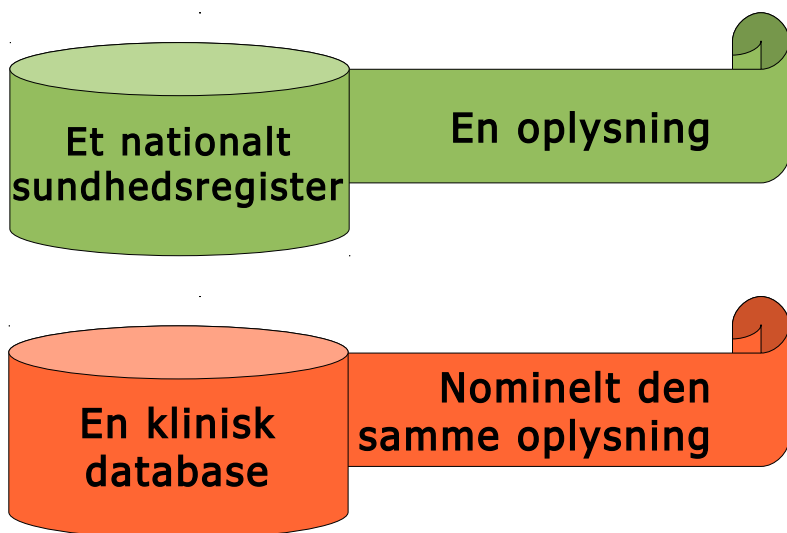 Et nationalt
sundhedsregister
En oplysning
En klinisk
database
Nominelt den
samme oplysning